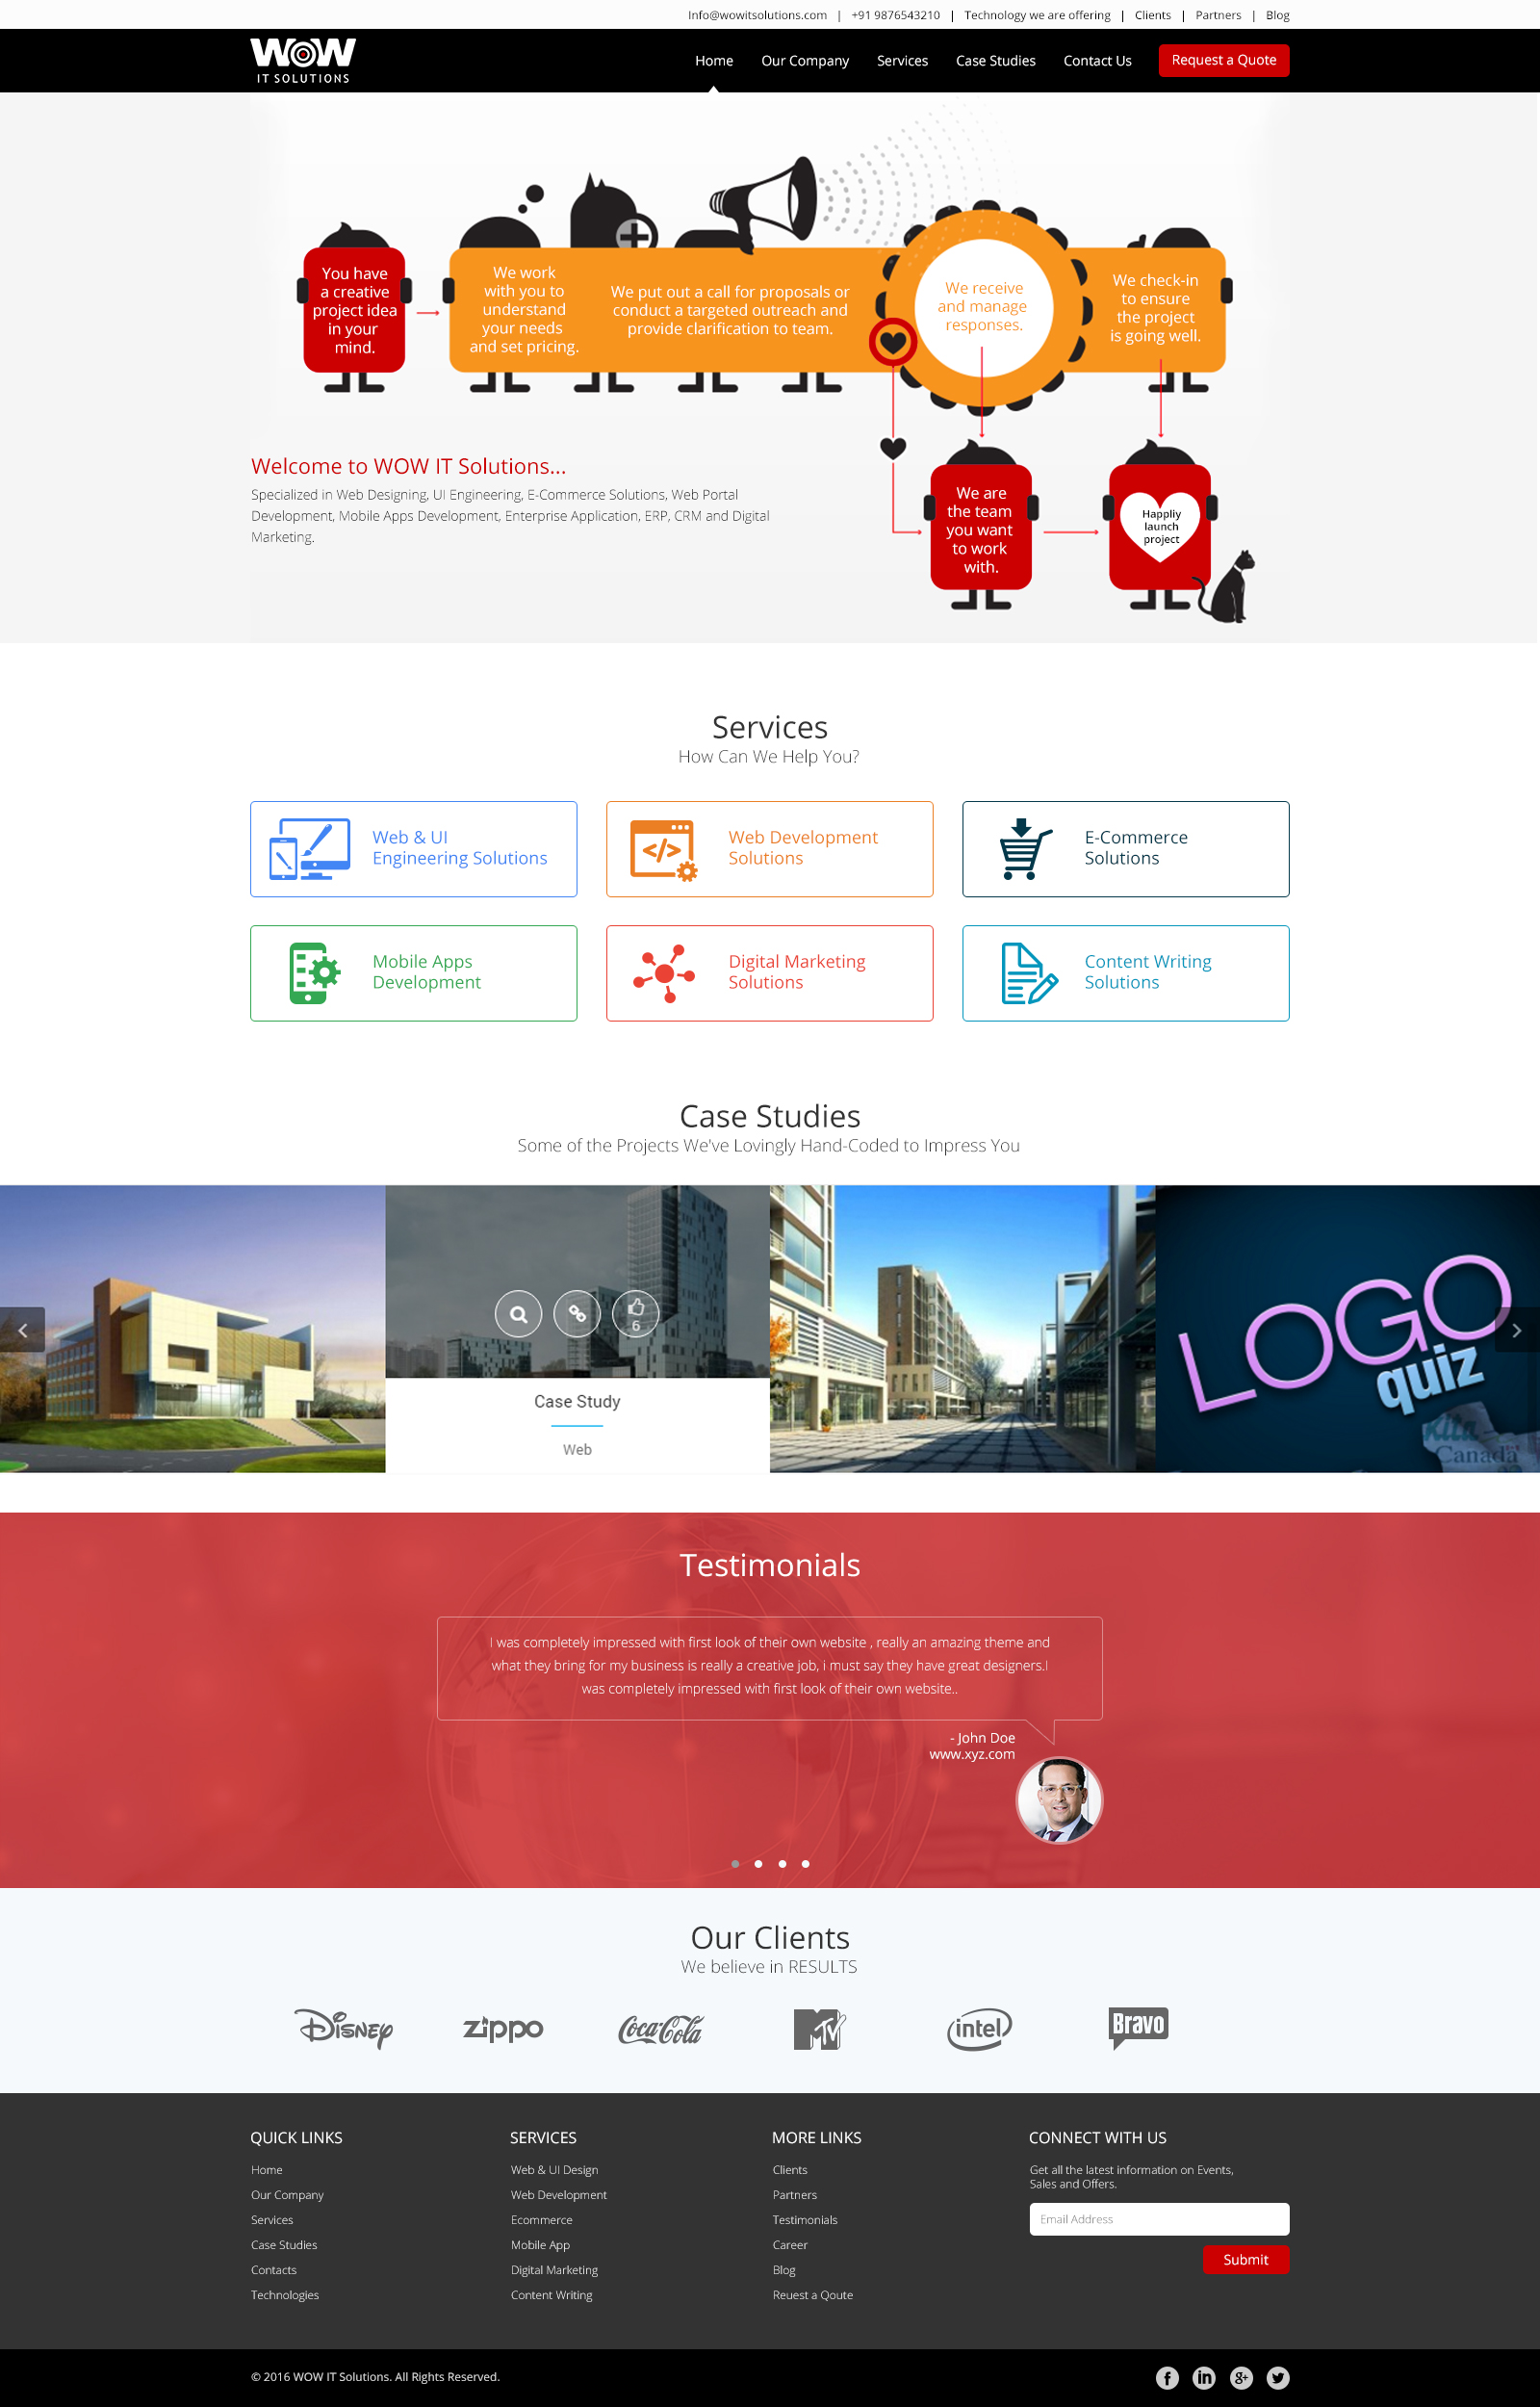 Info@wowitsolutions.com | +91 9876543210 | Technology we are offering | Clients | Partners | Blog
WOW
IT SOLUTIONS
Home Our Company Services Case Studies Contact Us Request a Quote
You have
a creative
project idea
in your
mind.
We work
with you to
understand
your needs
and set pricing.
We put out a call for proposals or
conduct a targeted outreach and
provide clarification to team.
We receive
and manage
responses.
We check-in
to ensure
the project
is going well.
Welcome to WOW IT Solutions...
Specialized in Web Designing, UI Engineering, E-Commerce Solutions, Web Portal
Development, Mobile Apps Development, Enterprise Application, ERP, CRM and Digital
Marketing.
We are
the team
you want
to work
with.
Happliy
launch
project
Services
How Can We Help You?
Web & UI
Engineering Solutions
Web Development
Solutions
E-Commerce
Solutions
Mobile Apps
Development
Digital Marketing
Solutions
Content Writing
Solutions
Case Studies
Some of the Projects We've Lovingly Hand-Coded to Impress You
6
Case Study
Web
LOGO
quiz
Canada
Testimonials
I was completely impressed with first look of their own website , really an amazing theme and
what they bring for my business is really a creative job, i must say they have great designers.I
was completely impressed with first look of their own website..
- John Doe
www.xyz.com
Our Clients
We believe in RESULTS
Disney
zippo
Coca-Cola
MTV
intel
Bravo
QUICK LINKS
Home
Our Company
Services
Case Studies
Contacts
Technologies
SERVICES
Web & UI Design
Web Development
Ecommerce
Mobile App
Digital Marketing
Content Writing
MORE LINKS
Clients
Partners
Testimonials
Career
Blog
Reuest a Qoute
CONNECT WITH US
Get all the latest information on Events,
Sales and Offers.
Email Address
Submit
© 2016 WOW IT Solutions. All Rights Reserved.